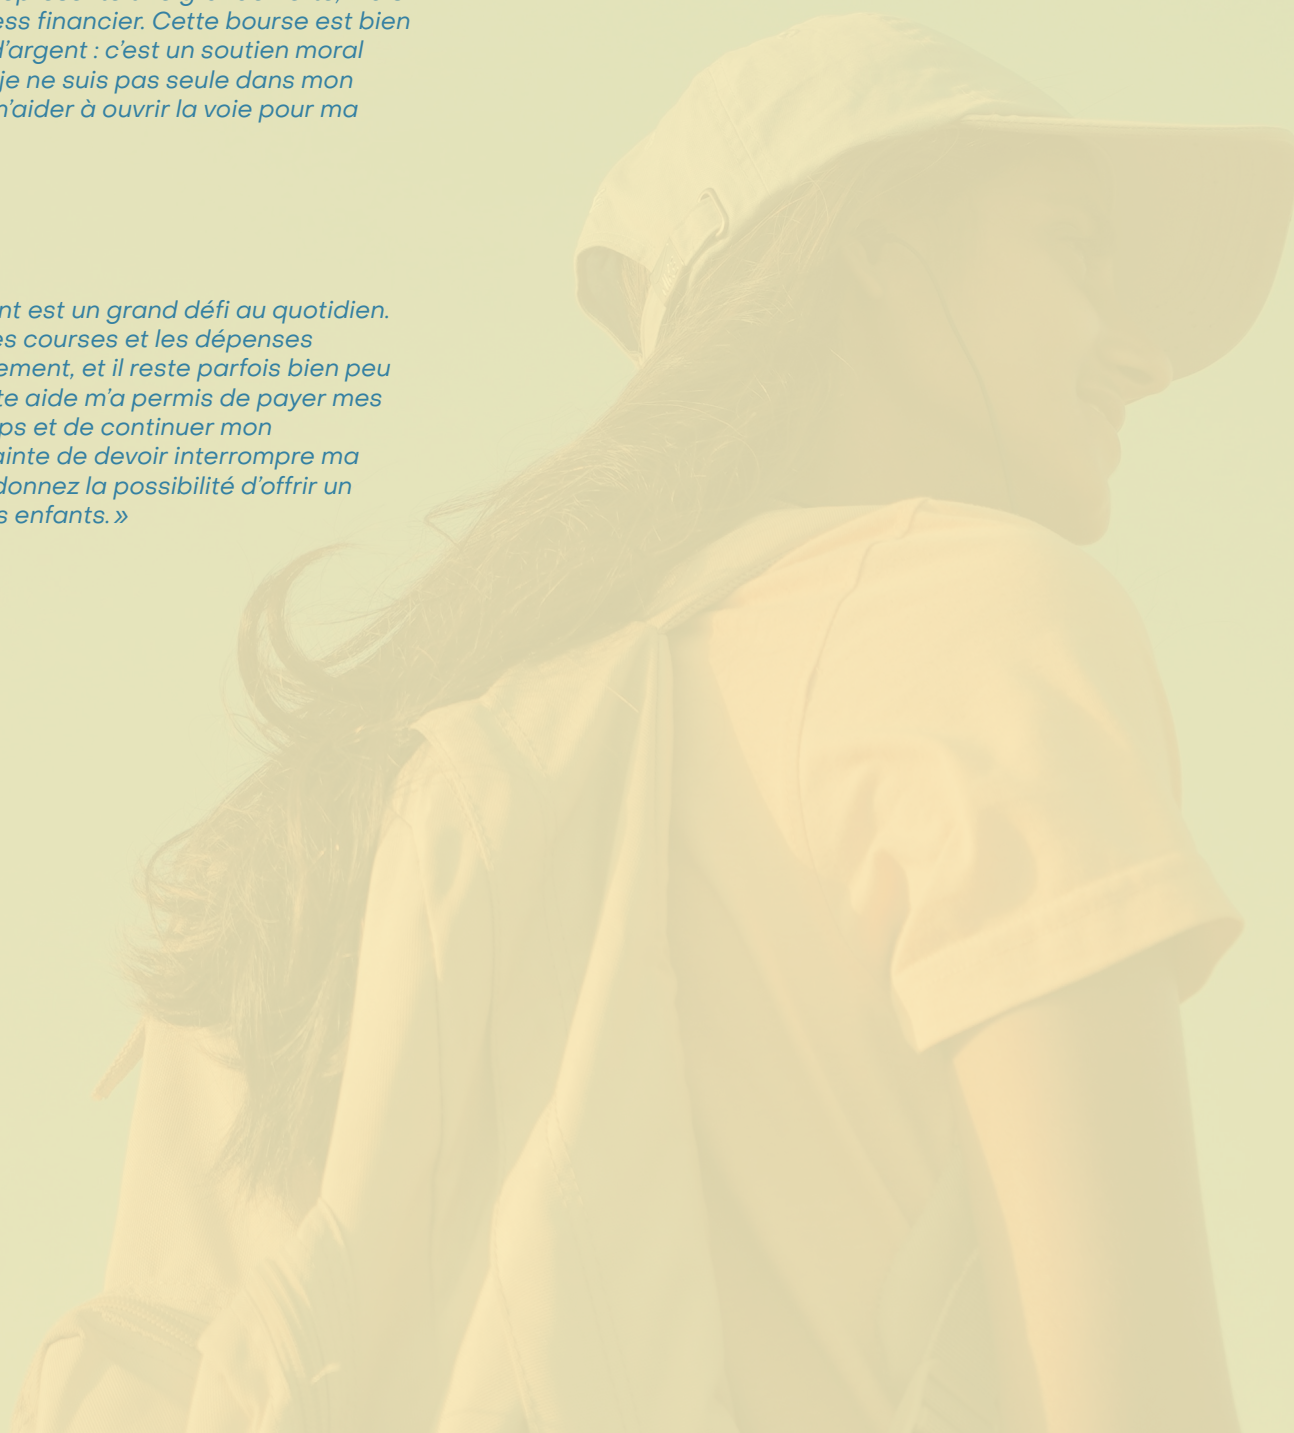 ess financier. Cette bourse est bien
d’argent : c’est un soutien moral
je ne suis pas seule dans mon
m’aider à ouvrir la voie pour ma
nt est un grand défi au quotidien.
es courses et les dépenses
ement, et il reste parfois bien peu
te aide m’a permis de payer mes
ps et de continuer mon
ainte de devoir interrompre ma
donnez la possibilité d’offrir un
s enfants. »